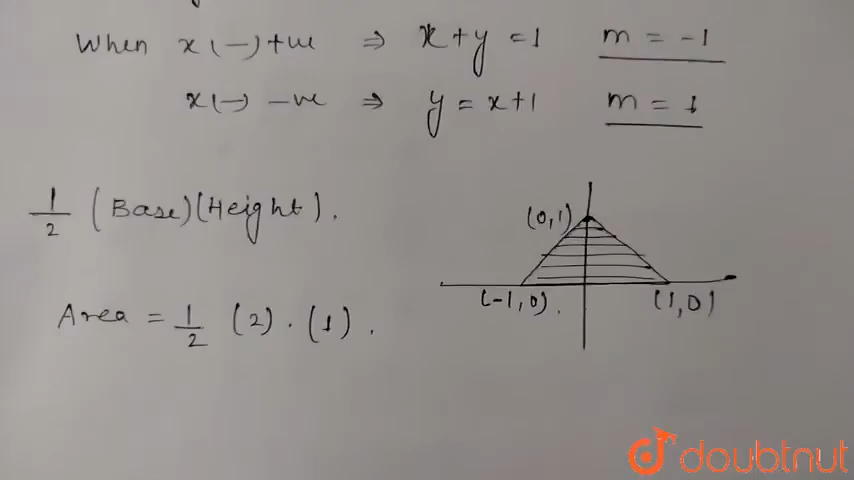 When x (-) +ve ⇒ x + y = 1 m = -1
x (-) -ve ⇒ y = x + 1 m = 1
1/2 (Base)(Height).
(0,1)
(-1,0).
(1,0)
Area = 1/2 (2) . (1).
doubtnut